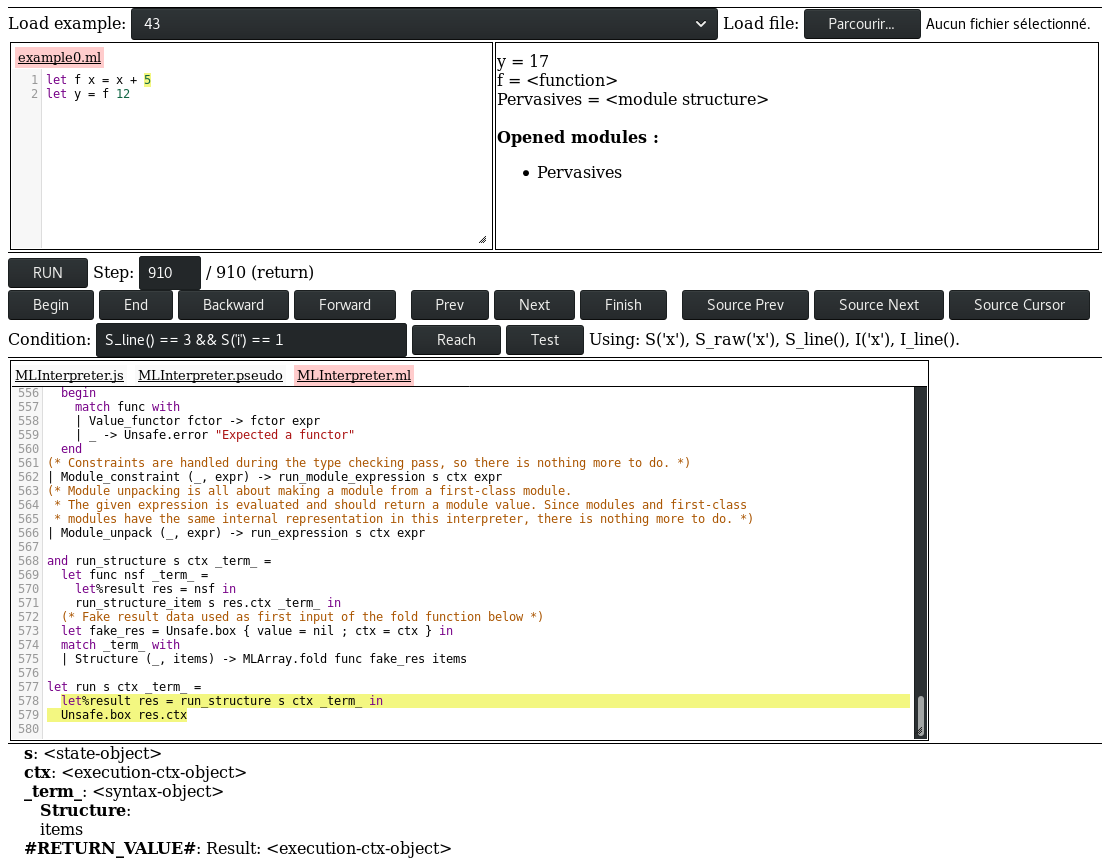 Load example: 43 Load file: Parcourir... Aucun fichier sélectionné.
example0.ml
1 let f x = x + 5
2 let y = f 12
y = 17
f = <function>
Pervasives = <module structure>
Opened modules :
• Pervasives
RUN Step: 910 / 910 (return)
Begin End Backward Forward Prev Next Finish Source Prev Source Next Source Cursor
Condition: S_line() == 3 && S('i') == 1 Reach Test Using: S('x'), S_raw('x'), S_line(), I('x'), I_line().
MLInterpreter.js MLInterpreter.pseudo MLInterpreter.ml
556 begin
557 match func with
558 | Value_functor fctor -> fctor expr
559 | _ -> Unsafe.error "Expected a functor"
560 end
561 (* Constraints are handled during the type checking pass, so there is nothing more to do. *)
562 | Module_constraint (_, expr) -> run_module_expression s ctx expr
563 (* Module unpacking is all about making a module from a first-class module.
564 * The given expression is evaluated and should return a module value. Since modules and first-class
565 * modules have the same internal representation in this interpreter, there is nothing more to do. *)
566 | Module_unpack (_, expr) -> run_expression s ctx expr
567
568 and run_structure s ctx _term_ =
569 let func nsf _term_ =
570 let%result res = nsf in
571 run_structure_item s res.ctx _term_ in
572 (* Fake result data used as first input of the fold function below *)
573 let fake_res = Unsafe.box { value = nil ; ctx = ctx } in
574 match _term_ with
575 | Structure (_, items) -> MLArray.fold func fake_res items
576
577 let run s ctx _term_ =
578 let%result res = run_structure s ctx _term_ in
579 Unsafe.box res.ctx
580
s: <state-object>
ctx: <execution-ctx-object>
_term_: <syntax-object>
Structure:
items
#RETURN_VALUE#: Result: <execution-ctx-object>